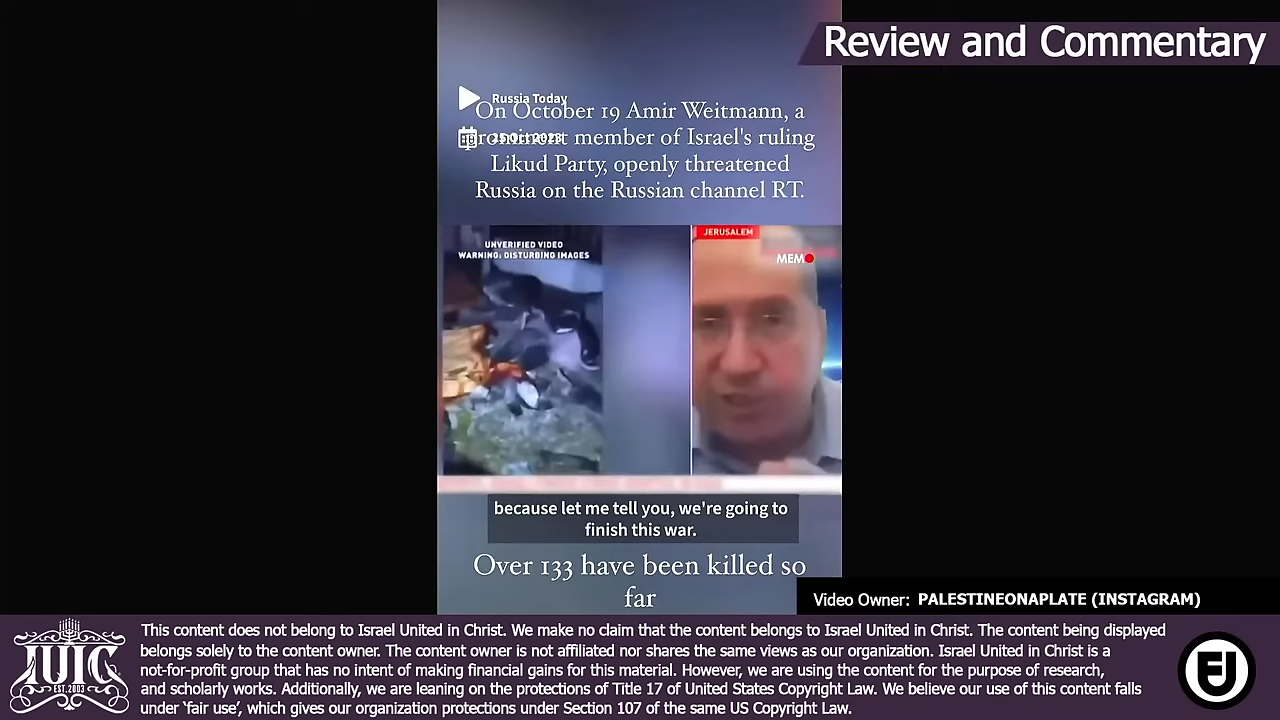 Review and Commentary
Russia Today
On October 19 Amir Weitmann, a
25 Oct 2023
prominent member of Israel's ruling
Likud Party, openly threatened
Russia on the Russian channel RT.
JERUSALEM
UNVERIFIED VIDEO
WARNING: DISTURBING IMAGES
MEMO
because let me tell you, we're going to
finish this war.
Over 133 have been killed so
far
Video Owner: PALESTINEONAPLATE (INSTAGRAM)
This content does not belong to Israel United in Christ. We make no claim that the content belongs to Israel United in Christ. The content being displayed
belongs solely to the content owner. The content owner is not affiliated nor shares the same views as our organization. Israel United in Christ is a
not-for-profit group that has no intent of making financial gains for this material. However, we are using the content for the purpose of research,
and scholarly works. Additionally, we are leaning on the protections of Title 17 of United States Copyright Law. We believe our use of this content falls
under 'fair use', which gives our organization protections under Section 107 of the same US Copyright Law.
IUIC
EST. 2003